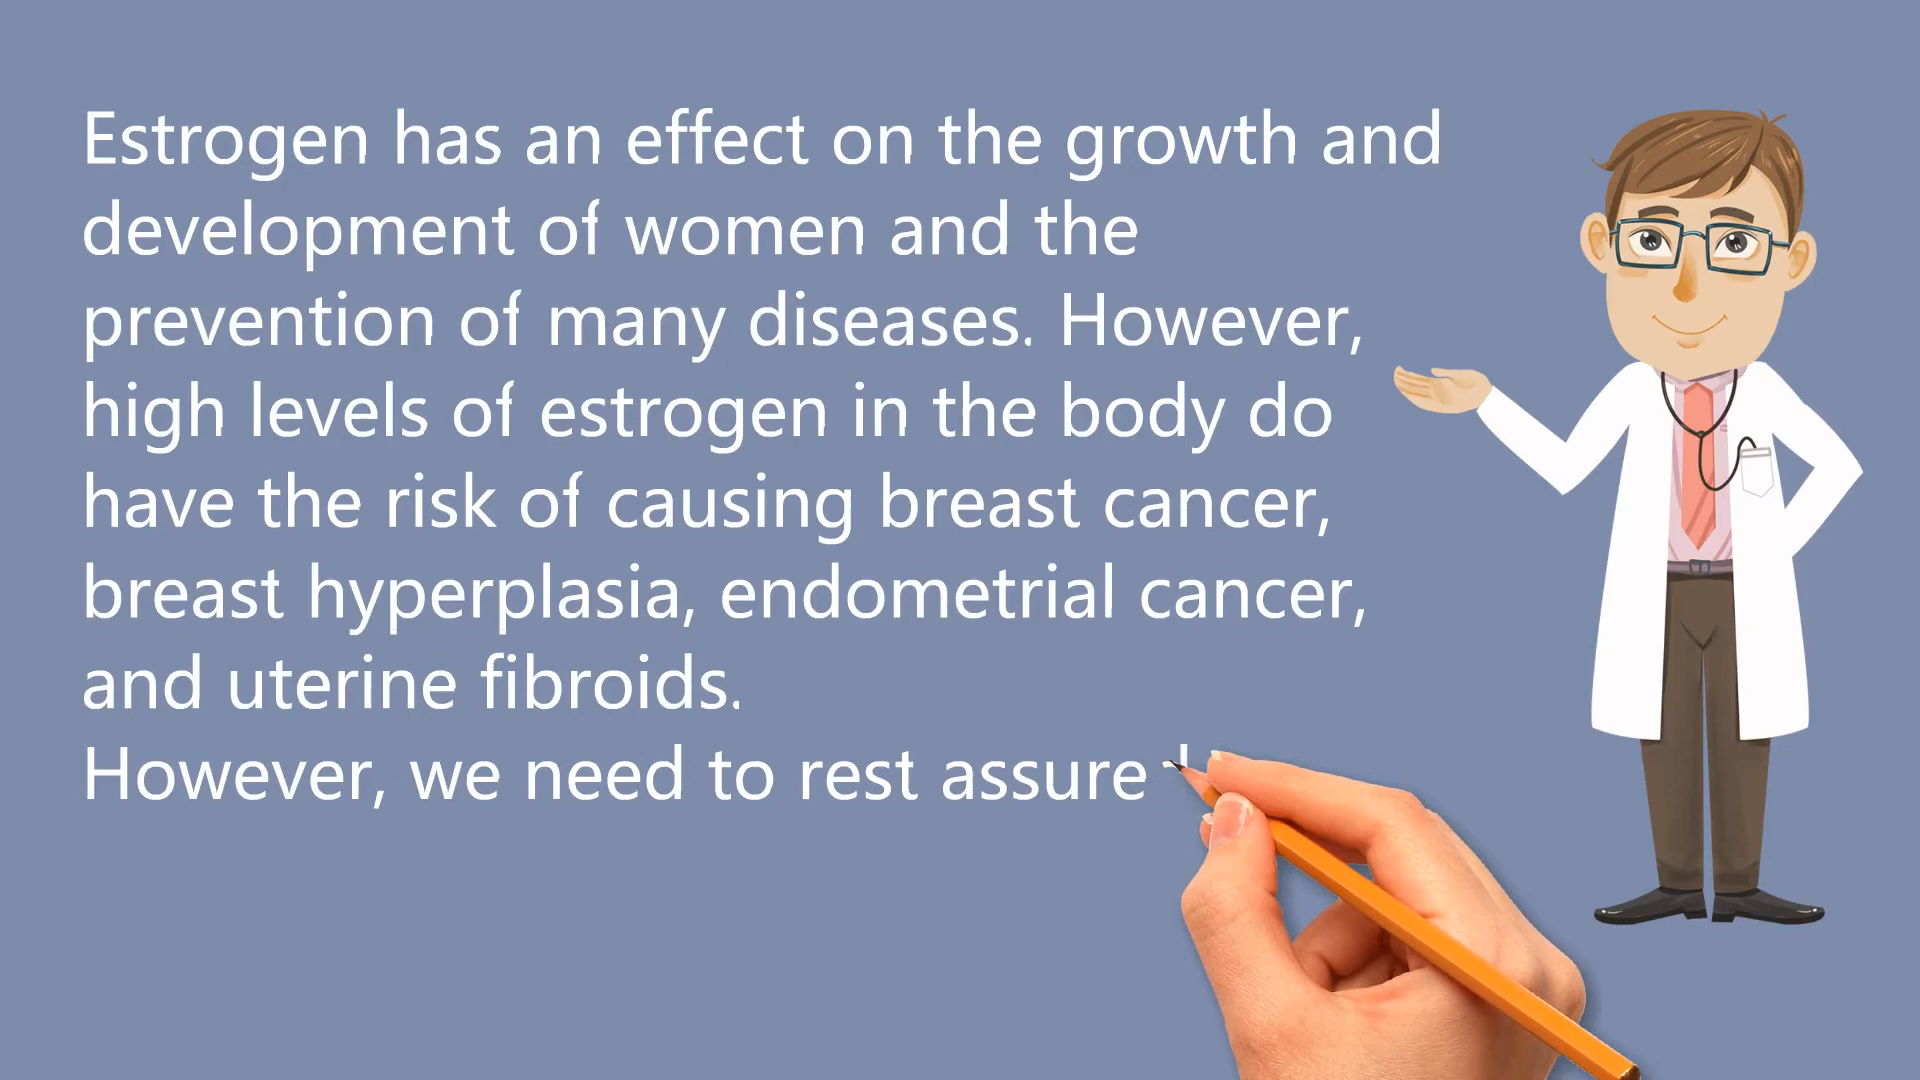 Estrogen has an effect on the growth and
development of women and the
prevention of many diseases. However,
high levels of estrogen in the body do
have the risk of causing breast cancer,
breast hyperplasia, endometrial cancer,
and uterine fibroids.
However, we need to rest assure